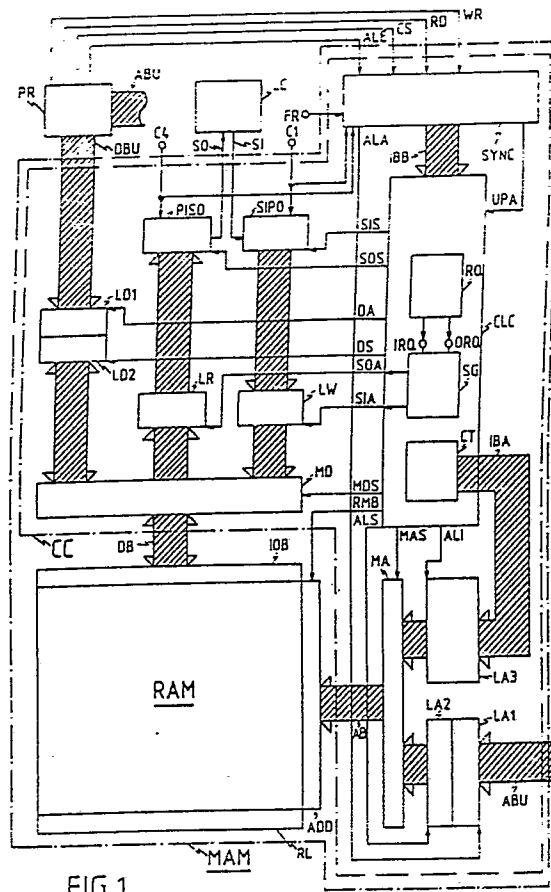 WR
RD
CS
ALE
ABU
PR
DBU
C4
SO
SI
C1
FR
ALA
IBB
SYNC
UPA
PISO
SIPO
SIS
SOS
RQ
LD1
DA
IRQ
ORQ
CLC
DS
SOA
SG
LD2
LR
LW
SIA
CT
IBA
MD
MDS
RMB
ALS
CC
DB
IOB
MAS
ALI
MA
RAM
LA3
LA2
LA1
AB
ABU
ADD
RL
MAM
FIG.1